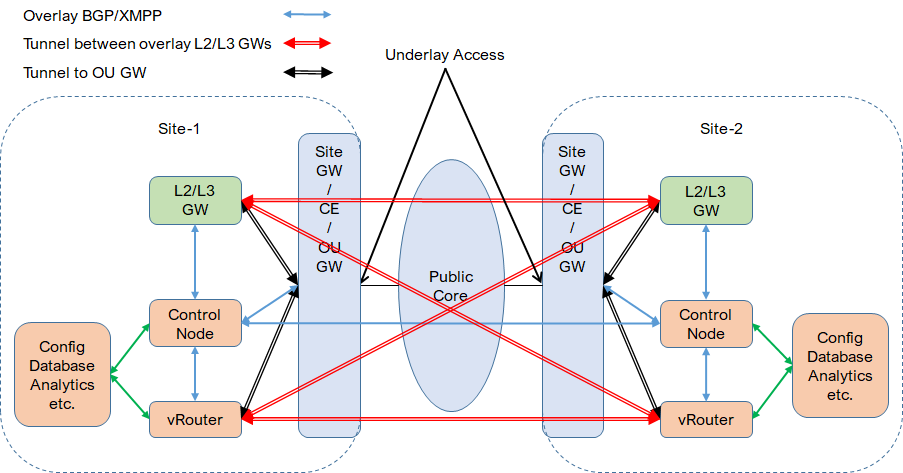 Overlay BGP/XMPP
Tunnel between overlay L2/L3 GWs
Tunnel to OU GW
Underlay Access
Site-1
Site-2
Site
GW
/
CE
/
OU
GW
Site
GW
/
CE
/
OU
GW
L2/L3
GW
L2/L3
GW
Public
Core
Control
Node
Control
Node
Config
Database
Analytics
etc.
Config
Database
Analytics
etc.
vRouter
vRouter